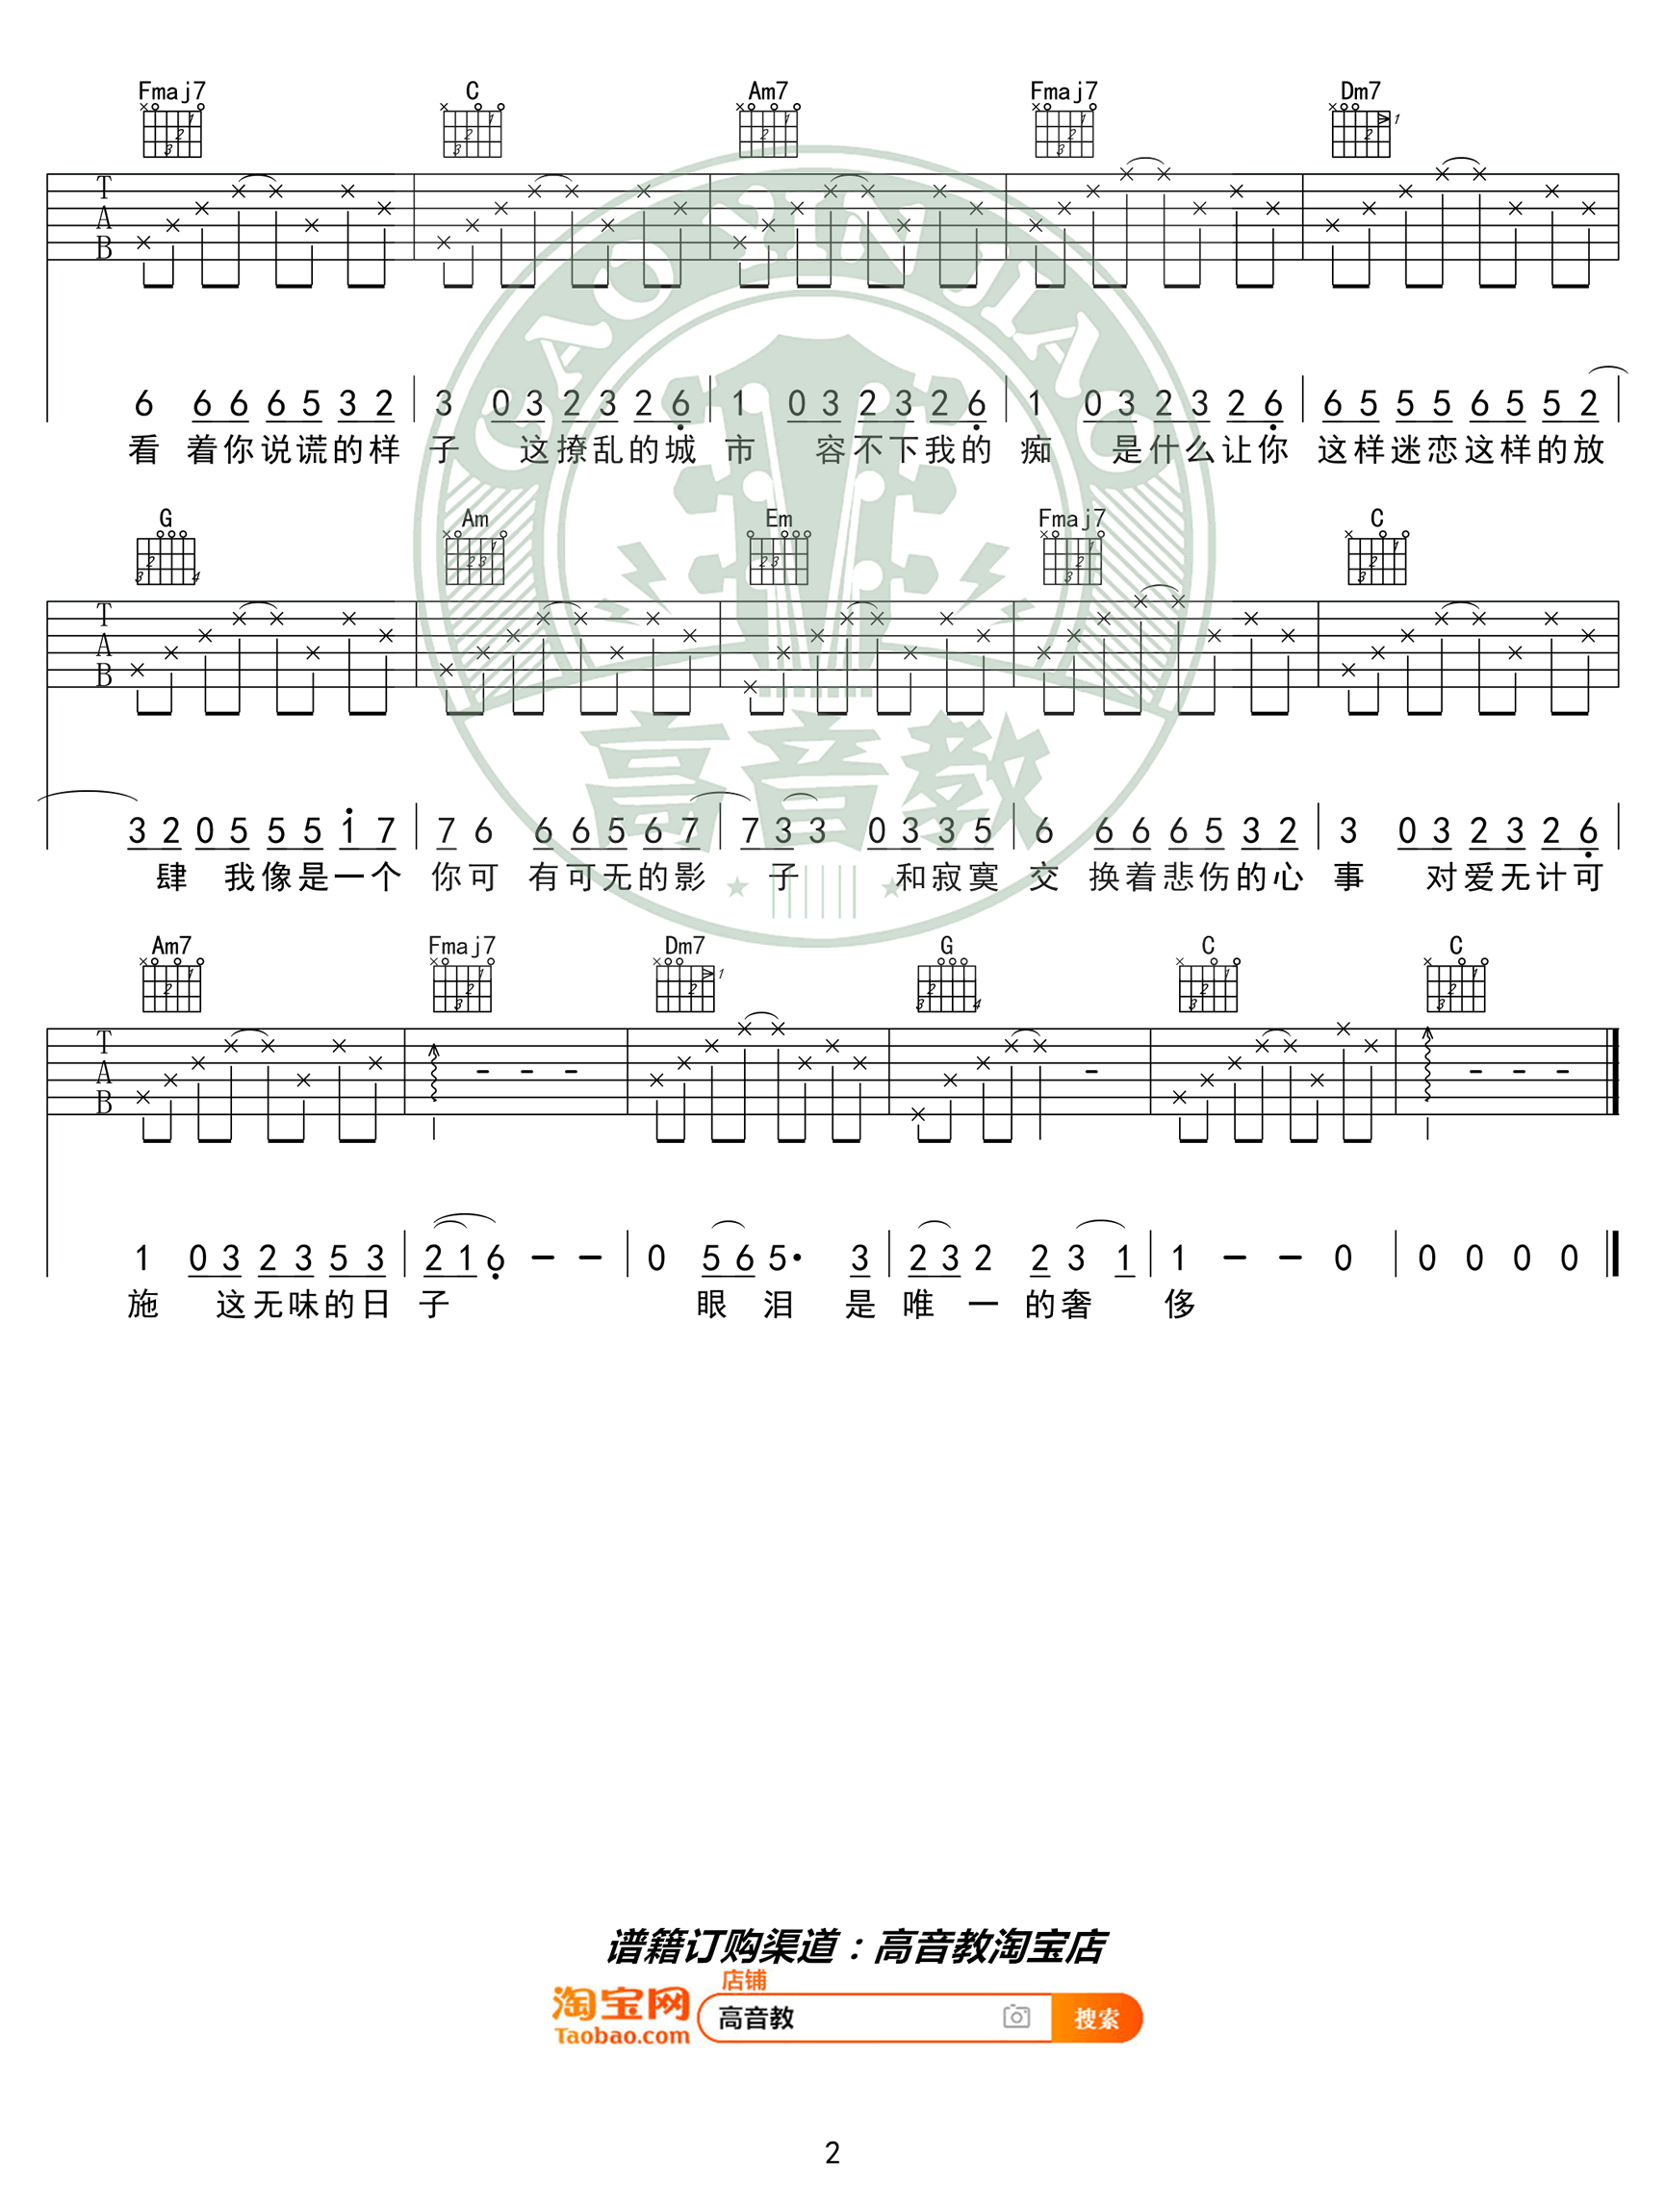 Fmaj7 C Am7 Fmaj7 Dm7
T
A
B
6 6 6 6 5 3 2 3 0 3 2 3 2 6 1 0 3 2 3 2 6 1 0 3 2 3 2 6 6 5 5 5 6 5 5 2
看 着你说谎的样 子 这撩乱的城 市 容不下我的 痴 是什么让你 这样迷恋这样的放
G Am Em Fmaj7 C
T
A
B
3 2 0 5 5 5 1 7 7 6 6 6 5 6 7 7 3 3 0 3 3 5 6 6 6 6 5 3 2 3 0 3 2 3 2 6
肆 我像是一个 你可 有可无的影 子 和寂寞 交 换着悲伤的心 事 对爱无计可
Am7 Fmaj7 Dm7 G C C
T
A
B
1 0 3 2 3 5 3 2 1 6 - - 0 5 6 5· 3 2 3 2 2 3 1 1 - - 0 0 0 0 0
施 这无味的日 子 眼 泪 是 唯 一 的奢 侈
GAO YIN JIAO
高音教
谱籍订购渠道：高音教淘宝店
店铺
淘宝网 高音教 搜索
Taobao.com
2